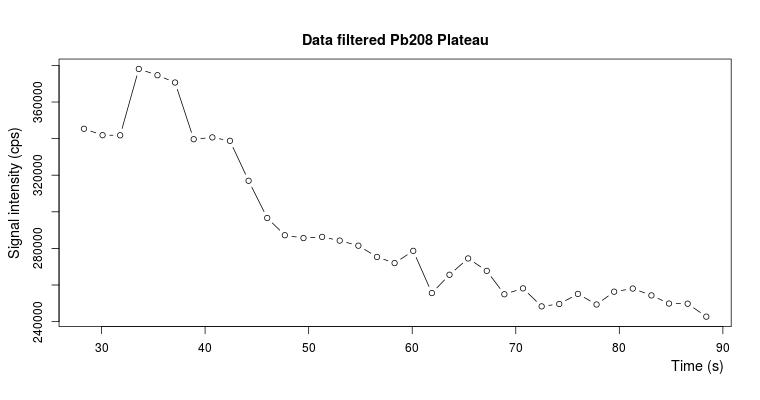 Data filtered Pb208 Plateau
Signal intensity (cps)
360000
320000
280000
240000
30 40 50 60 70 80 90
Time (s)